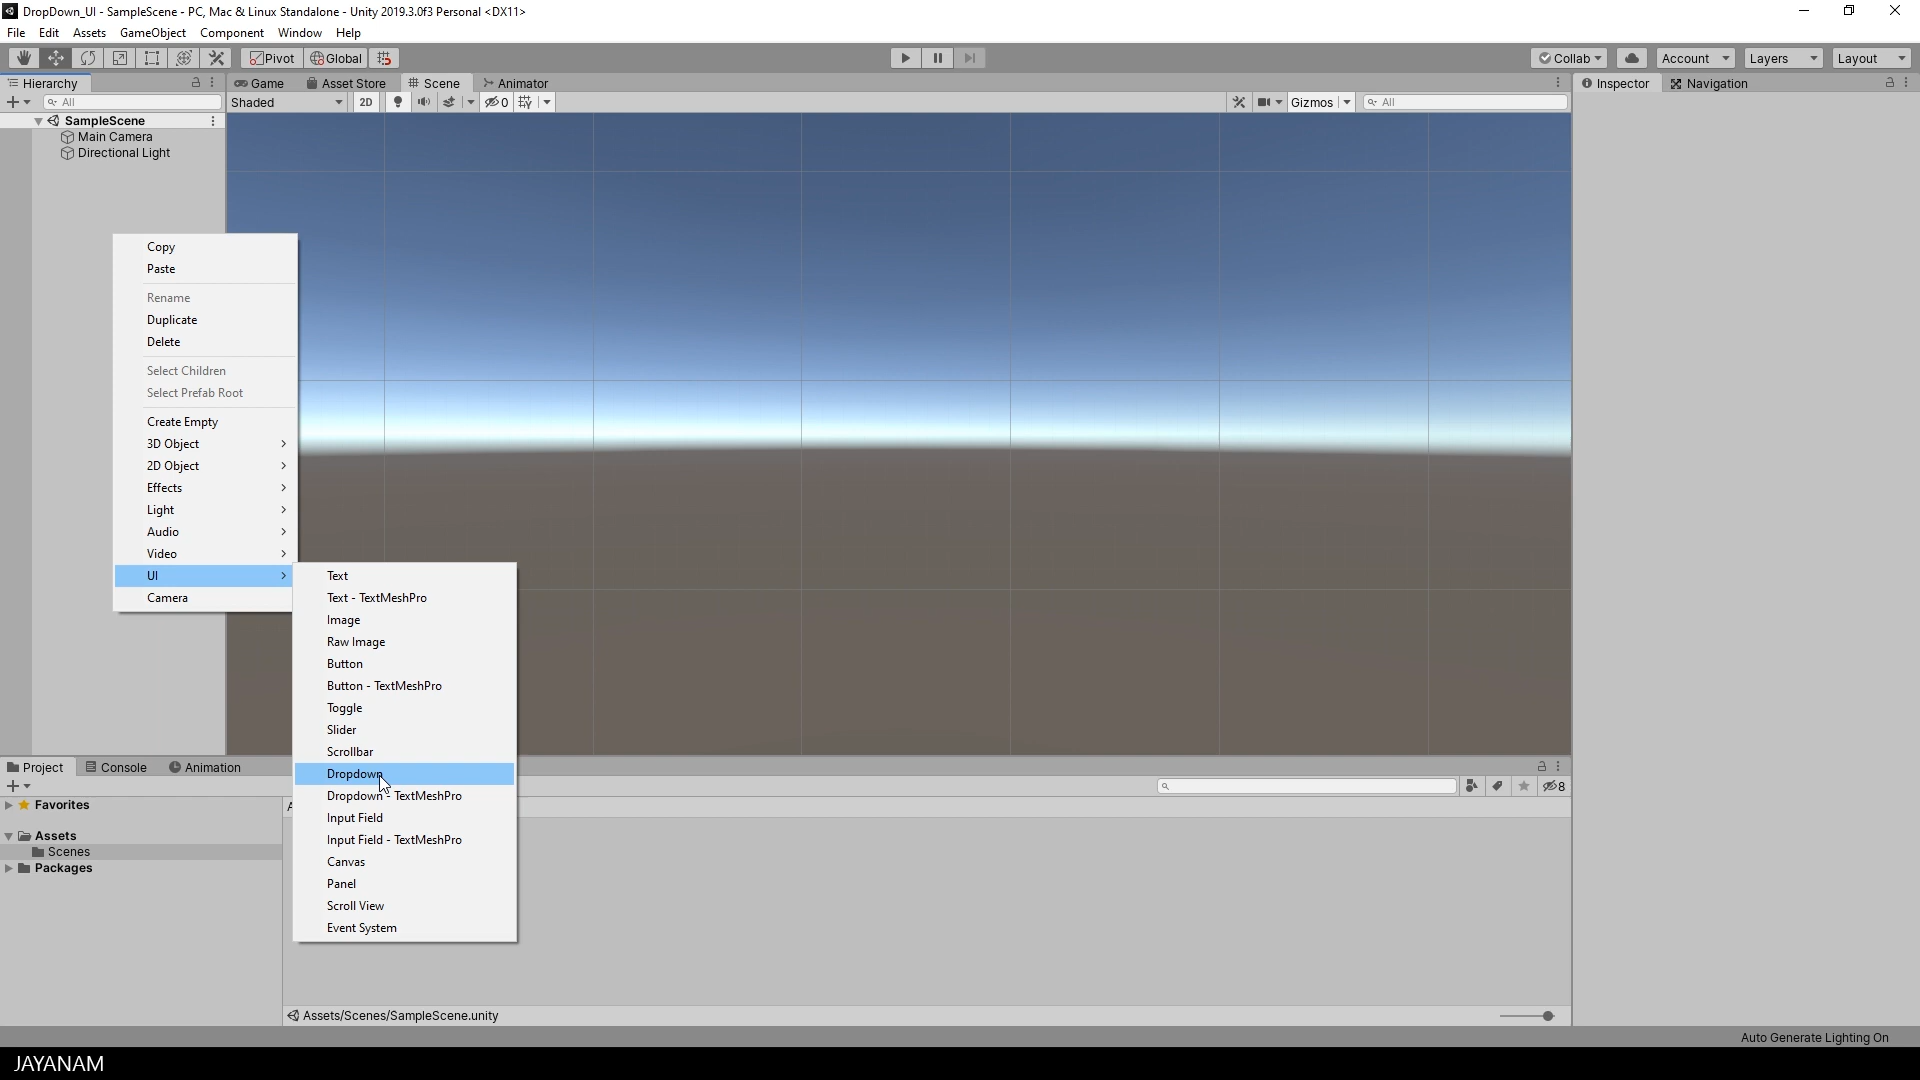 DropDown_UI - SampleScene - PC, Mac & Linux Standalone - Unity 2019.3.0f3 Personal <DX11>
File Edit Assets GameObject Component Window Help
Pivot Global Collab Account Layers Layout
Hierarchy Game Asset Store Scene Animator Inspector Navigation
All Shaded 2D 0 Gizmos All
SampleScene
Main Camera
Directional Light
Copy
Paste
Rename
Duplicate
Delete
Select Children
Select Prefab Root
Create Empty
3D Object
2D Object
Effects
Light
Audio
Video
UI
Camera
Text
Text - TextMeshPro
Image
Raw Image
Button
Button - TextMeshPro
Toggle
Slider
Scrollbar
Dropdown
Dropdown - TextMeshPro
Input Field
Input Field - TextMeshPro
Canvas
Panel
Scroll View
Event System
Project Console Animation
8
Favorites
Assets
Scenes
Packages
Assets/Scenes/SampleScene.unity
Auto Generate Lighting On
JAYANAM